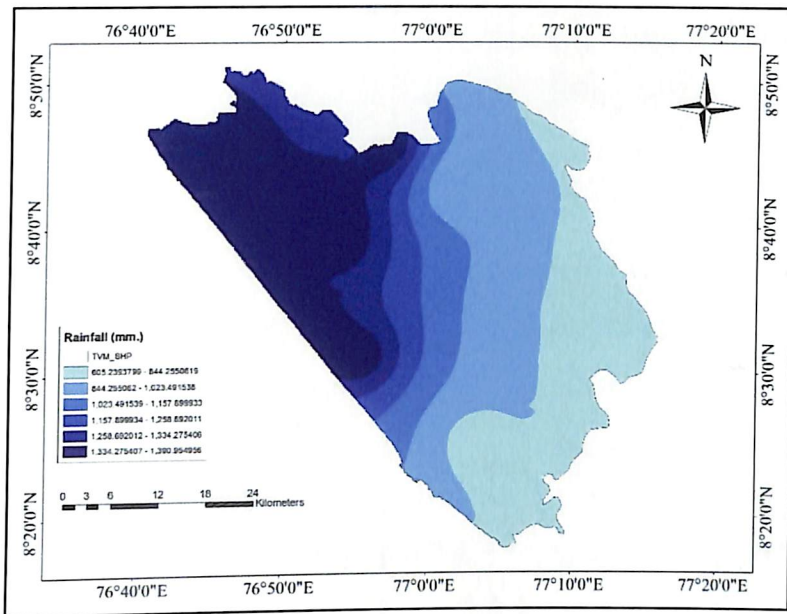 76°40'0"E 76°50'0"E 77°0'0"E 77°10'0"E 77°20'0"E
N
8°50'0"N 8°50'0"N
8°40'0"N 8°40'0"N
8°30'0"N 8°30'0"N
8°20'0"N 8°20'0"N
Rainfall (mm.)
TVM_SHP
605.2393799 - 844.2550619
844.255062 - 1,023.491538
1,023.491539 - 1,157.899933
1,157.899934 - 1,258.692011
1,258.692012 - 1,334.275406
1,334.275407 - 1,390.954956
0 3 6 12 18 24
Kilometers
76°40'0"E 76°50'0"E 77°0'0"E 77°10'0"E 77°20'0"E